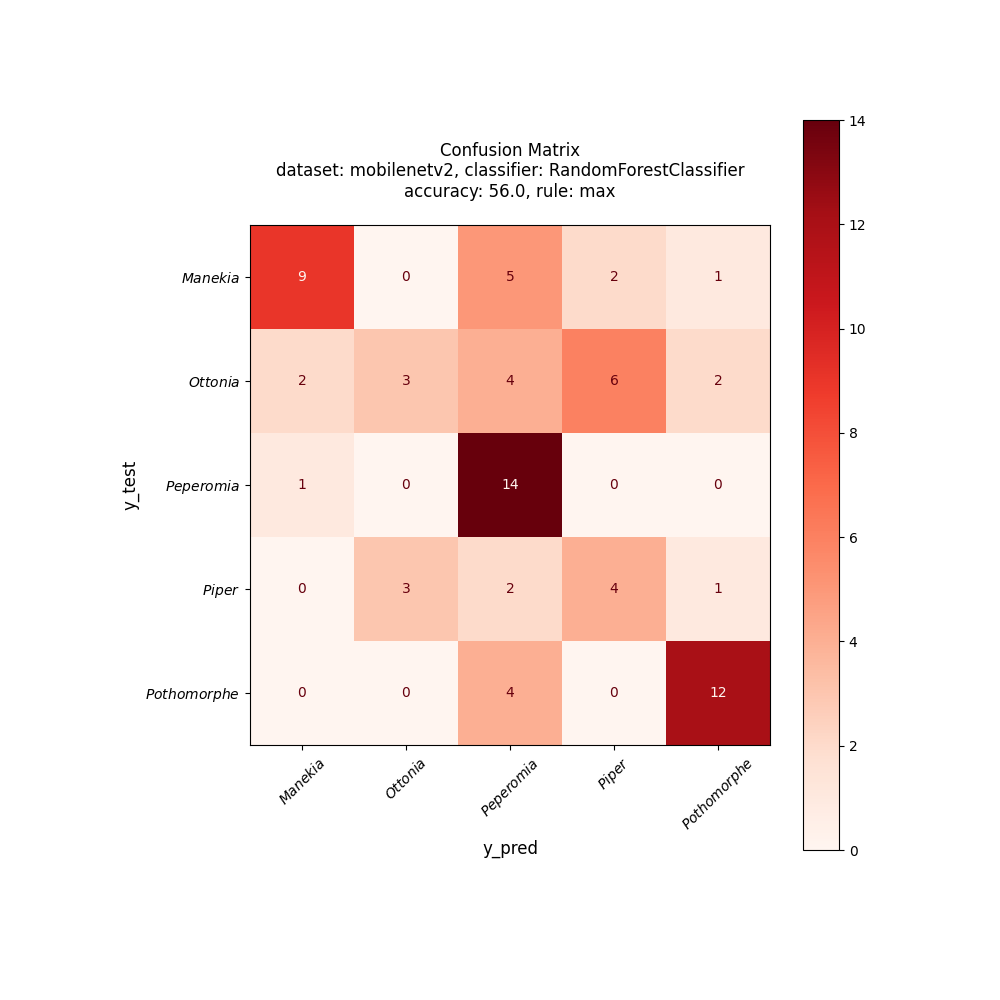 Confusion Matrix
dataset: mobilenetv2, classifier: RandomForestClassifier
accuracy: 56.0, rule: max
Manekia 9 0 5 2 1
Ottonia 2 3 4 6 2
y_test
Peperomia 1 0 14 0 0
Piper 0 3 2 4 1
Pothomorphe 0 0 4 0 12
Manekia Ottonia Peperomia Piper Pothomorphe
y_pred
14
12
10
8
6
4
2
0